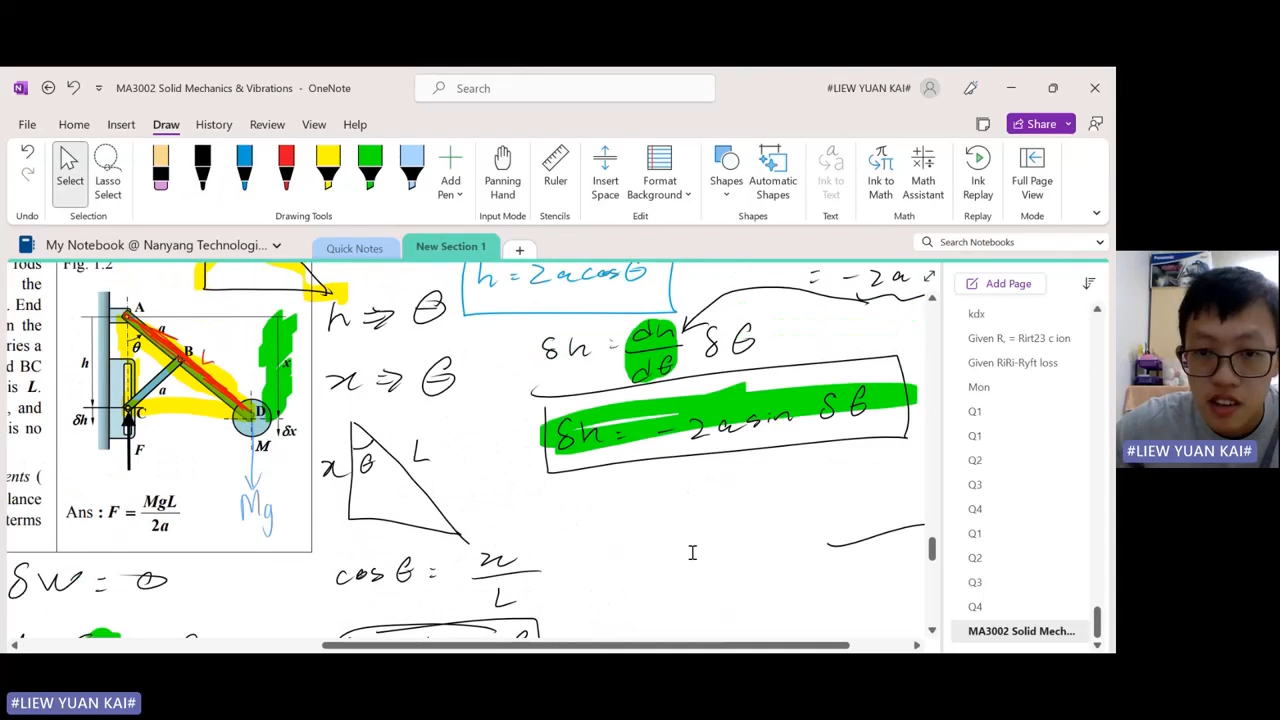 MA3002 Solid Mechanics & Vibrations - OneNote
Search
#LIEW YUAN KAI#
File Home Insert Draw History Review View Help
Share
Undo
Select
Lasso Select
Selection
Add Pen
Drawing Tools
Panning Hand
Input Mode
Ruler
Stencils
Insert Space
Format Background
Edit
Shapes
Automatic Shapes
Shapes
Ink to Text
Text
Ink to Math
Math Assistant
Math
Ink Replay
Replay
Full Page View
Mode
My Notebook @ Nanyang Technologi...
Quick Notes
New Section 1
Search Notebooks
Add Page
kdx
Given R, = Rirt23 c ion
Given RiRi-Ryft loss
Mon
Q1
Q1
Q2
Q3
Q4
Q1
Q2
Q3
Q4
MA3002 Solid Mech...
ods
the
End
n the
ries a
d BC
is L.
, and
is no
ents (
lance
terms
Fig. 1.2
A
a
θ
B
L
h
a
x
C
D
δh
δx
F
M
Mg
Ans : F = MgL / 2a
δW = 0
h ⇒ θ
x ⇒ θ
x θ L
cos θ = x / L
h = 2a cos θ
= -2a
δh = dh/dθ δθ
δh = -2a sin δθ
#LIEW YUAN KAI#
#LIEW YUAN KAI#